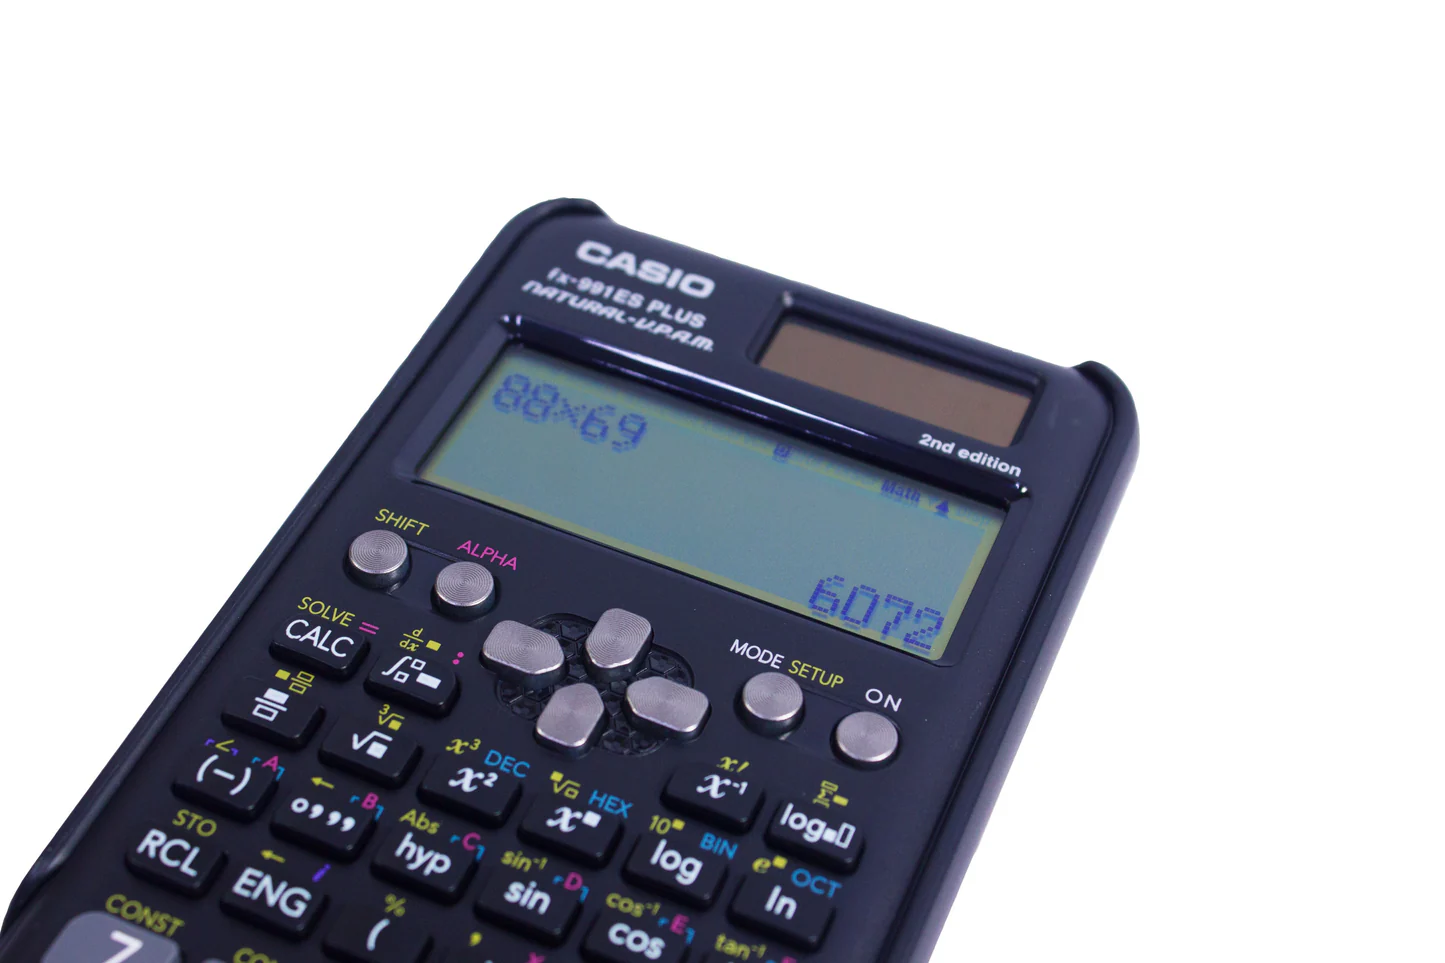 CASIO
fx-991ES PLUS
NATURAL-V.P.A.M.
2nd edition
88×69
Math ▲
6072
SHIFT
ALPHA
MODE SETUP
ON
SOLVE =
CALC
d/dx :
∫
x!
x⁻¹
log
³√
√
x³ DEC
x²
HEX
x
10 BIN
log
e OCT
ln
∠ A
(−)
← B
° ’ ’’
Abs C
hyp
sin⁻¹ D
sin
cos⁻¹ E
cos
tan⁻¹
STO
RCL
← i
ENG
%
(
,
CONST
7